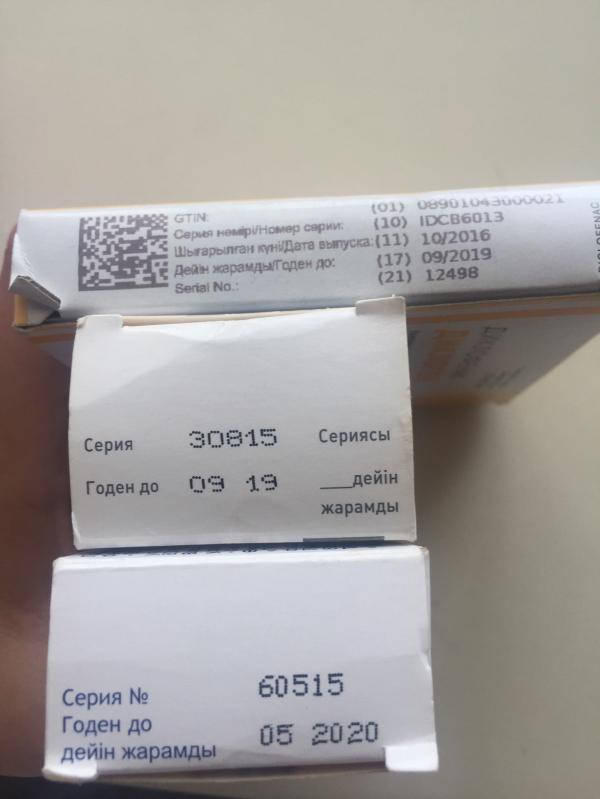 GTIN: (01) 08901043000021
Серия нөмірі/Номер серии: (10) IDCB6013
Шығарылған күні/Дата выпуска: (11) 10/2016
Дейін жарамды/Годен до: (17) 09/2019
Serial No.: (21) 12498
Серия 30815 Сериясы
Годен до 09 19 ___дейін
жарамды
Серия № 60515
Годен до
дейін жарамды 05 2020